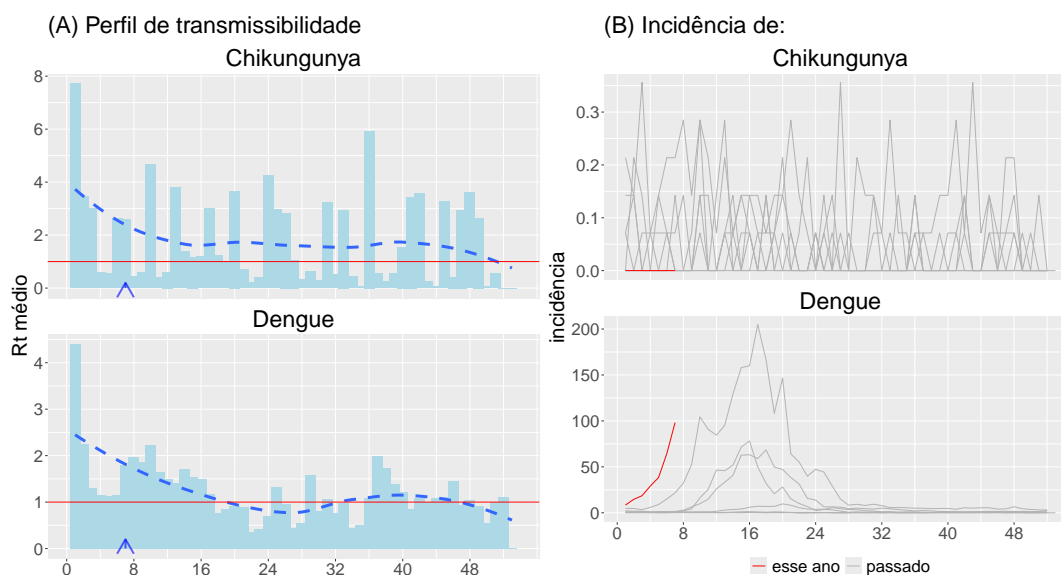 (A) Perfil de transmissibilidade
Chikungunya
8
6
4
2
0
Dengue
4
3
2
1
0
0 8 16 24 32 40 48
Rt médio
(B) Incidência de:
Chikungunya
0.3
0.2
0.1
0.0
Dengue
200
150
100
50
0
0 8 16 24 32 40 48
incidência
esse ano passado